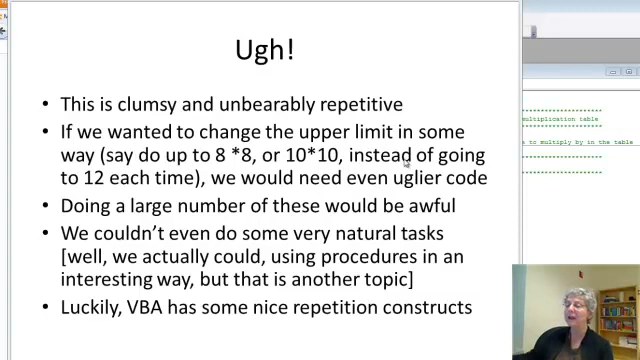 Ugh!
• This is clumsy and unbearably repetitive
• If we wanted to change the upper limit in some
way (say do up to 8 *8, or 10*10, instead of going
to 12 each time), we would need even uglier code
• Doing a large number of these would be awful
• We couldn't even do some very natural tasks
[well, we actually could, using procedures in an
interesting way, but that is another topic]
• Luckily, VBA has some nice repetition constructs
multiplication table
to multiply by in the table